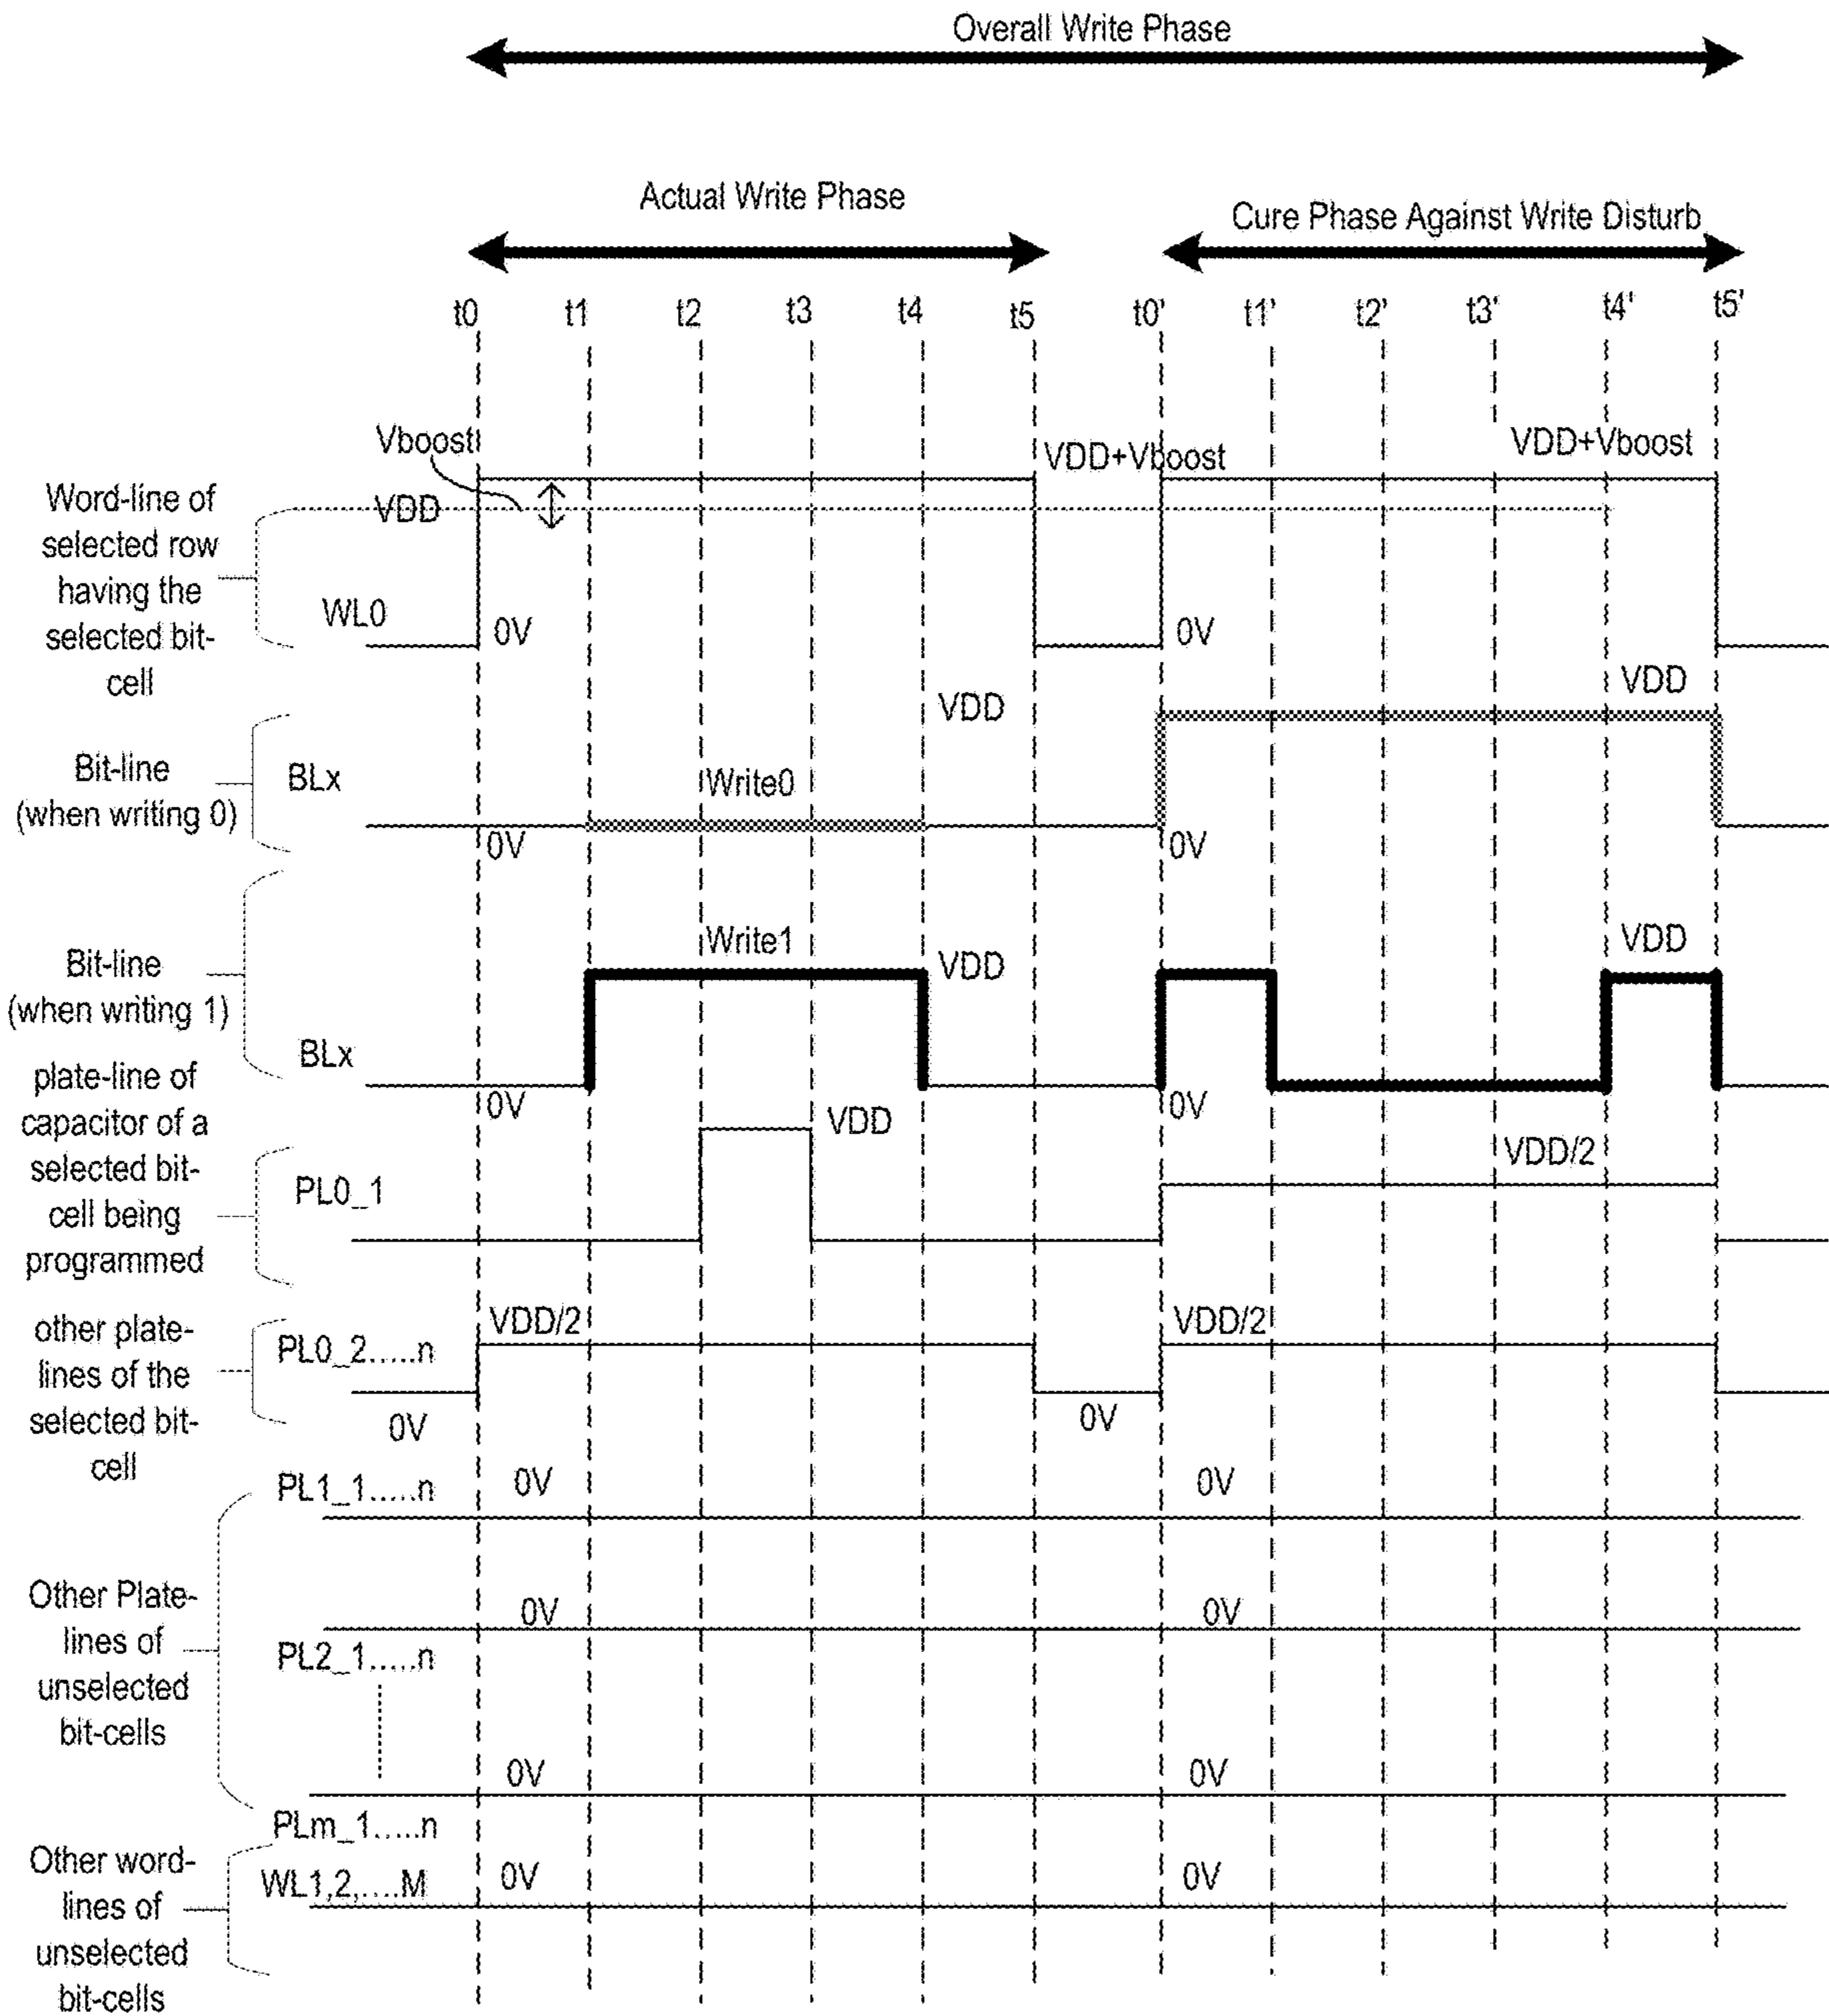 Overall Write Phase
Actual Write Phase
Cure Phase Against Write Disturb
t0 t1 t2 t3 t4 t5 t0' t1' t2' t3' t4' t5'
Vboost
VDD+Vboost
VDD+Vboost
VDD
Word-line of
selected row
having the
selected bit-
cell
WL0
0V
0V
VDD
VDD
Bit-line
(when writing 0)
BLx
Write0
0V
0V
Bit-line
(when writing 1)
BLx
Write1
VDD
VDD
0V
0V
plate-line of
capacitor of a
selected bit-
cell being
programmed
PL0_1
VDD
VDD/2
other plate-
lines of the
selected bit-
cell
PL0_2.....n
VDD/2
VDD/2
0V
0V
PL1_1.....n
0V
0V
Other Plate-
lines of
unselected
bit-cells
0V
0V
PL2_1.....n
0V
0V
PLm_1.....n
Other word-
lines of
unselected
bit-cells
WL1,2,....M
0V
0V